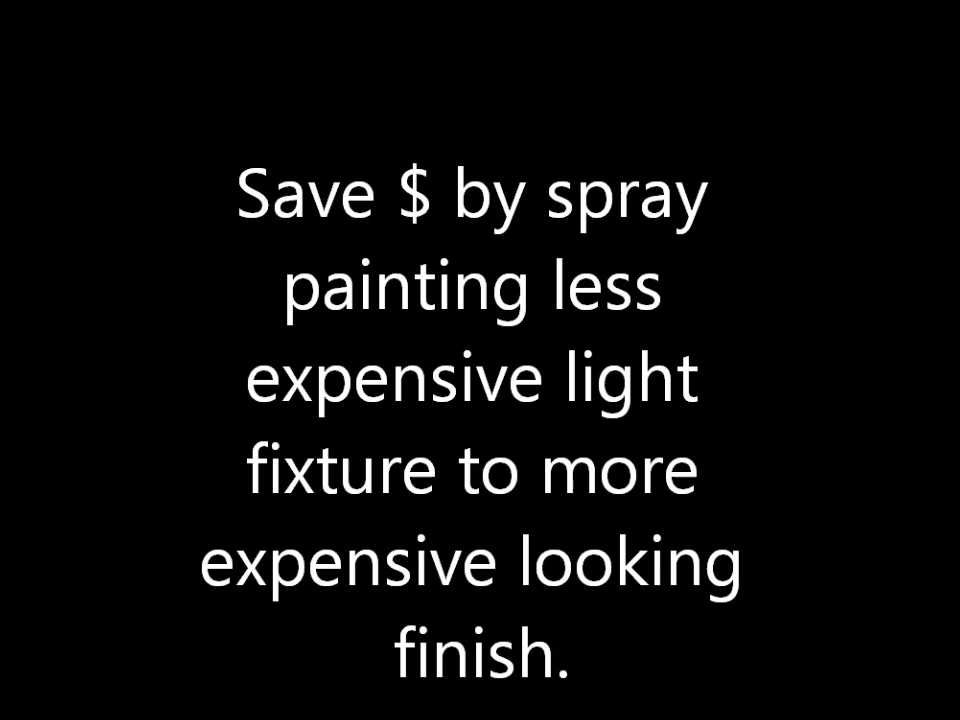 Save $ by spray
painting less
expensive light
fixture to more
expensive looking
finish.